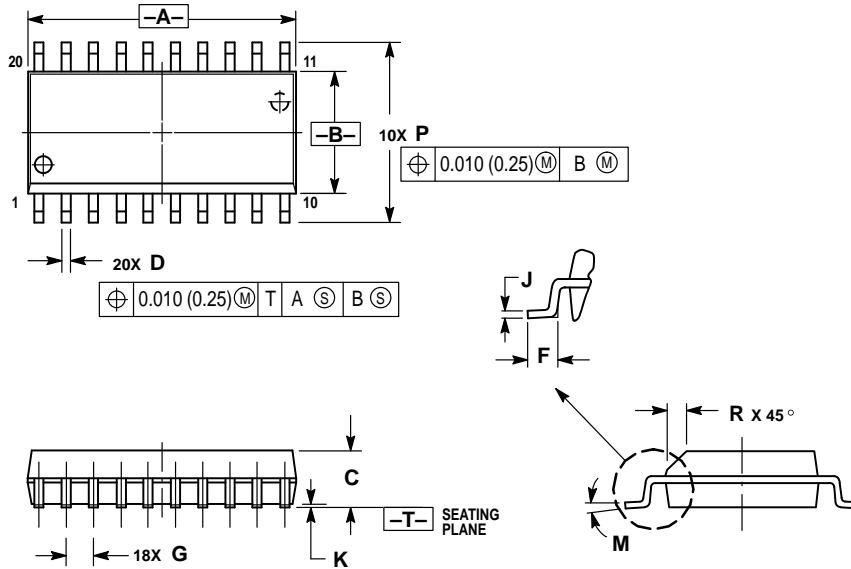 –A–
20
11
–B–
10X P
⌖ 0.010 (0.25) Ⓜ B Ⓜ
1
10
20X D
⌖ 0.010 (0.25) Ⓜ T A Ⓢ B Ⓢ
J
F
R X 45°
C
–T– SEATING
PLANE
M
18X G
K